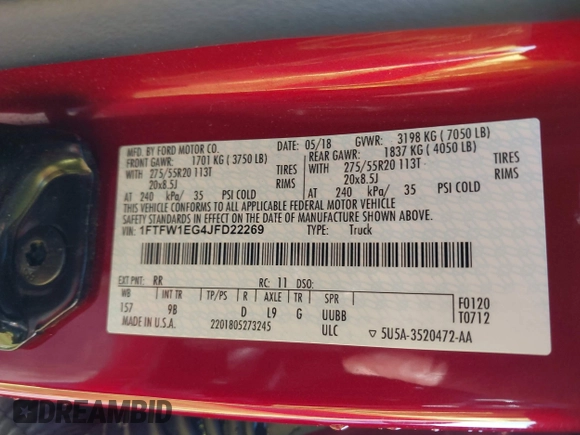 MFD. BY FORD MOTOR CO.
DATE: 05/18 GVWR: 3198 KG ( 7050 LB)
FRONT GAWR: 1701 KG ( 3750 LB) REAR GAWR: 1837 KG ( 4050 LB)
WITH 275/55R20 113T TIRES WITH 275/55R20 113T TIRES
20x8.5J RIMS 20x8.5J RIMS
AT 240 kPa/ 35 PSI COLD AT 240 kPa/ 35 PSI COLD
THIS VEHICLE CONFORMS TO ALL APPLICABLE FEDERAL MOTOR VEHICLE
SAFETY STANDARDS IN EFFECT ON THE DATE OF MANUFACTURE SHOWN ABOVE.
VIN: 1FTFW1EG4JFD22269 TYPE: Truck
EXT PNT: RR RC: 11 DSO:
WB INT TR TP/PS R AXLE TR SPR F0120
157 9B D L9 G UUBB T0712
MADE IN U.S.A. 2201805273245 ULC ▽ 5U5A-3520472-AA
DREAMBID